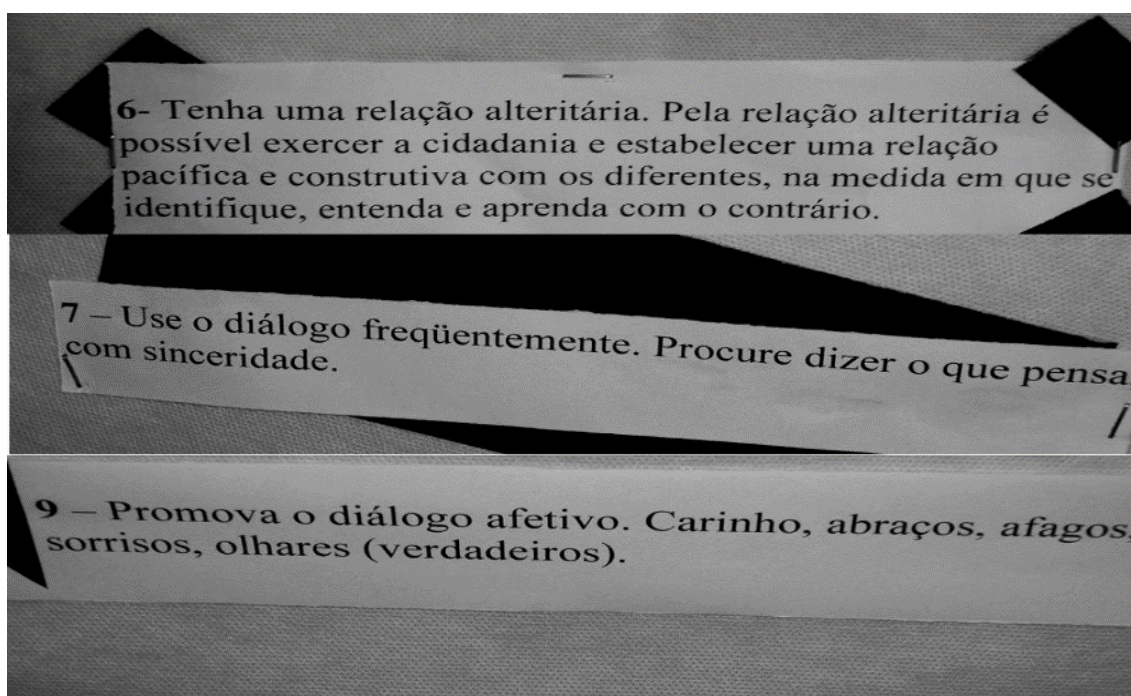 6- Tenha uma relação alteritária. Pela relação alteritária é
possível exercer a cidadania e estabelecer uma relação
pacífica e construtiva com os diferentes, na medida em que se
identifique, entenda e aprenda com o contrário.
7 – Use o diálogo freqüentemente. Procure dizer o que pensa
com sinceridade.
9 – Promova o diálogo afetivo. Carinho, abraços, afagos,
sorrisos, olhares (verdadeiros).